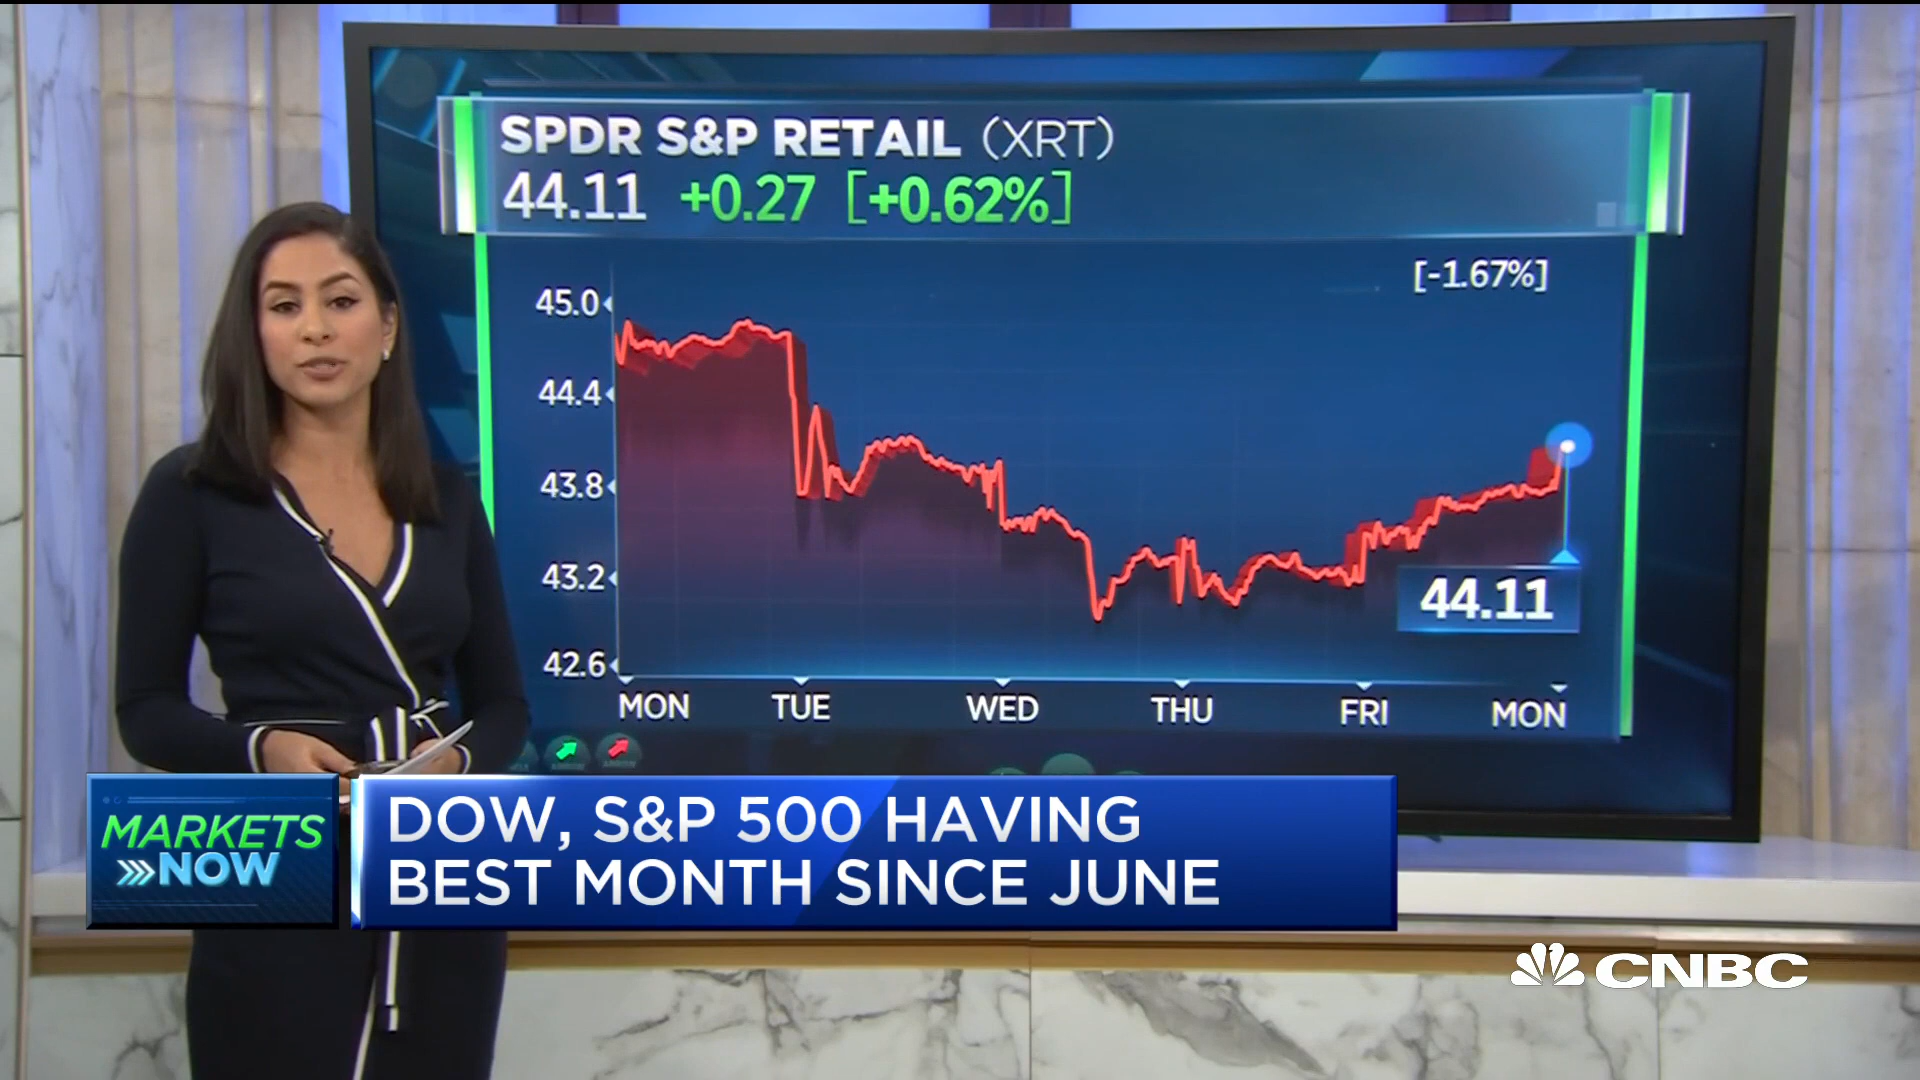 SPDR S&P RETAIL (XRT)
44.11 +0.27 [+0.62%]
[-1.67%]
45.0
44.4
43.8
43.2
42.6
44.11
MON TUE WED THU FRI MON
MARKETS
NOW
DOW, S&P 500 HAVING
BEST MONTH SINCE JUNE
CNBC